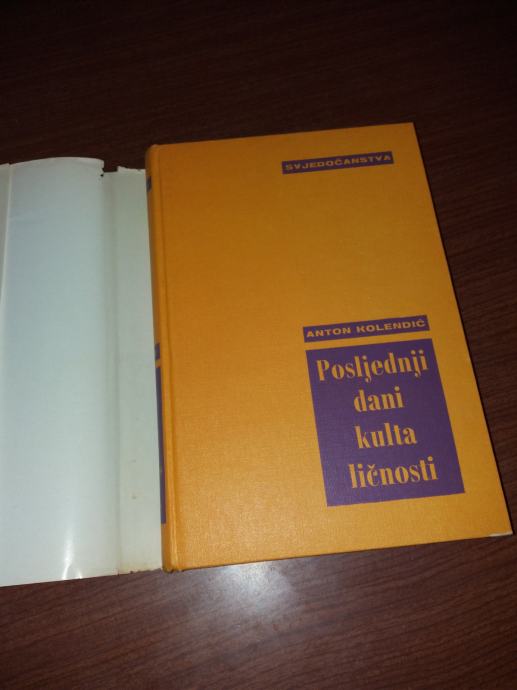 SVJEDOČANSTVA
ANTON KOLENDIĆ
Posljednji
dani
kulta
ličnosti